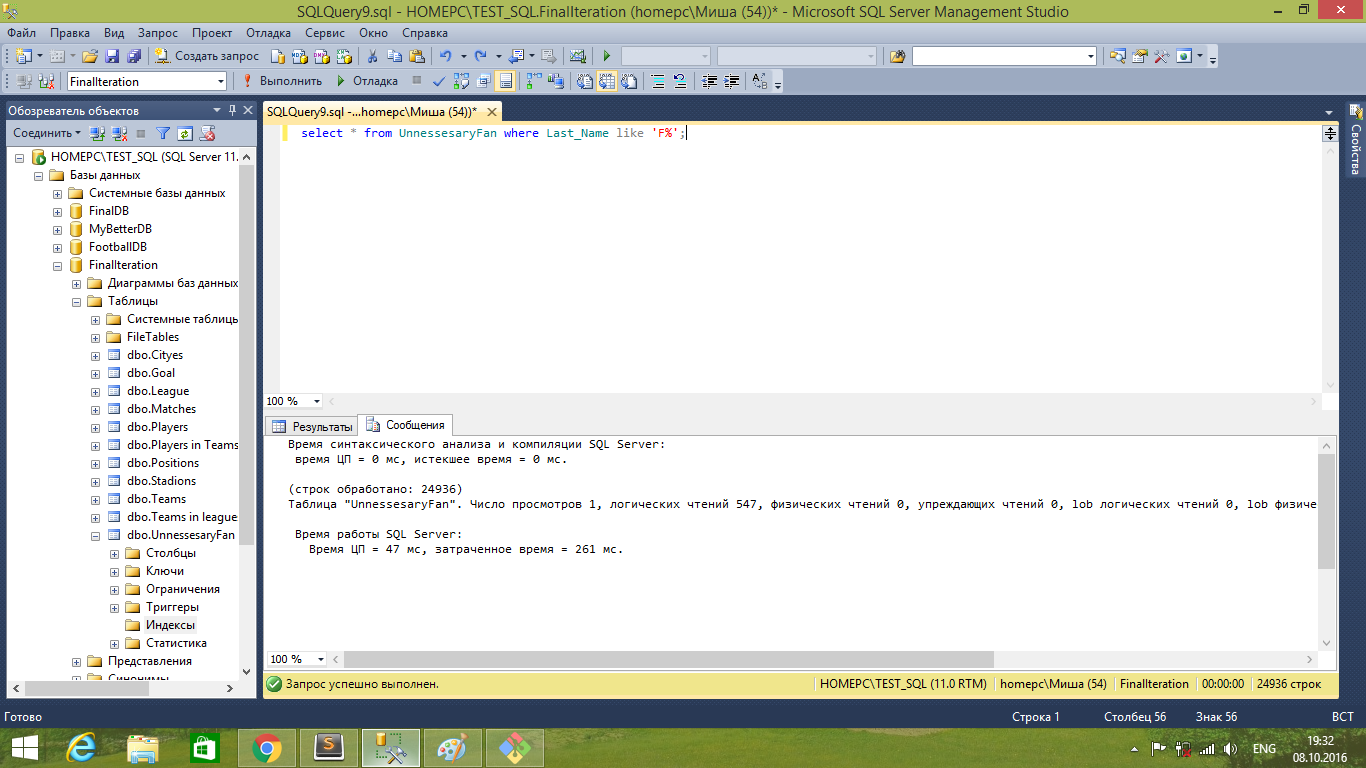 SQLQuery9.sql - HOMEPC\TEST_SQL.FinalIteration (homepc\Миша (54))* - Microsoft SQL Server Management Studio
Файл Правка Вид Запрос Проект Отладка Сервис Окно Справка
Создать запрос
FinalIteration Выполнить Отладка
Обозреватель объектов
Соединить
HOMEPC\TEST_SQL (SQL Server 11.
Базы данных
Системные базы данных
FinalDB
MyBetterDB
FootballDB
FinalIteration
Диаграммы баз данных
Таблицы
Системные таблицы
FileTables
dbo.Cityes
dbo.Goal
dbo.League
dbo.Matches
dbo.Players
dbo.Players in Teams
dbo.Positions
dbo.Stadions
dbo.Teams
dbo.Teams in league
dbo.UnnessesaryFan
Столбцы
Ключи
Ограничения
Триггеры
Индексы
Статистика
Представления
Синонимы
SQLQuery9.sql -...homepc\Миша (54))*
select * from UnnessesaryFan where Last_Name like 'F%';
Свойства
100 %
Результаты Сообщения
Время синтаксического анализа и компиляции SQL Server:
время ЦП = 0 мс, истекшее время = 0 мс.
(строк обработано: 24936)
Таблица "UnnessesaryFan". Число просмотров 1, логических чтений 547, физических чтений 0, упреждающих чтений 0, lob логических чтений 0, lob физиче
Время работы SQL Server:
Время ЦП = 47 мс, затраченное время = 261 мс.
100 %
Запрос успешно выполнен. HOMEPC\TEST_SQL (11.0 RTM) homepc\Миша (54) FinalIteration 00:00:00 24936 строк
Готово Строка 1 Столбец 56 Знак 56 ВСТ
ENG 19:32
08.10.2016